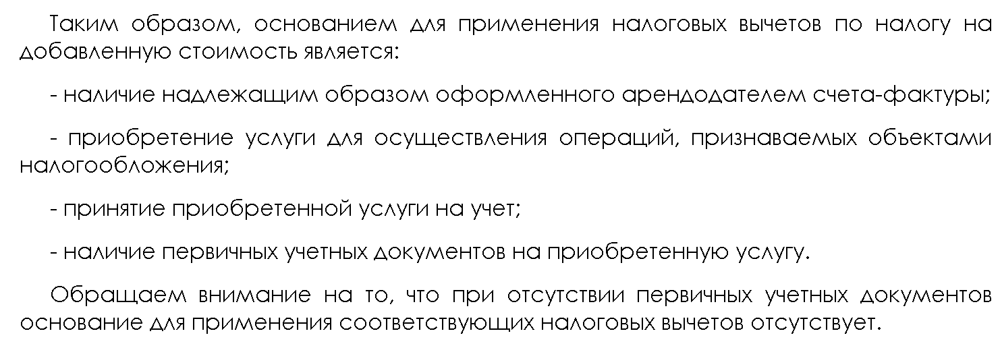 Таким образом, основанием для применения налоговых вычетов по налогу на
добавленную стоимость является:
- наличие надлежащим образом оформленного арендодателем счета-фактуры;
- приобретение услуги для осуществления операций, признаваемых объектами
налогообложения;
- принятие приобретенной услуги на учет;
- наличие первичных учетных документов на приобретенную услугу.
Обращаем внимание на то, что при отсутствии первичных учетных документов
основание для применения соответствующих налоговых вычетов отсутствует.